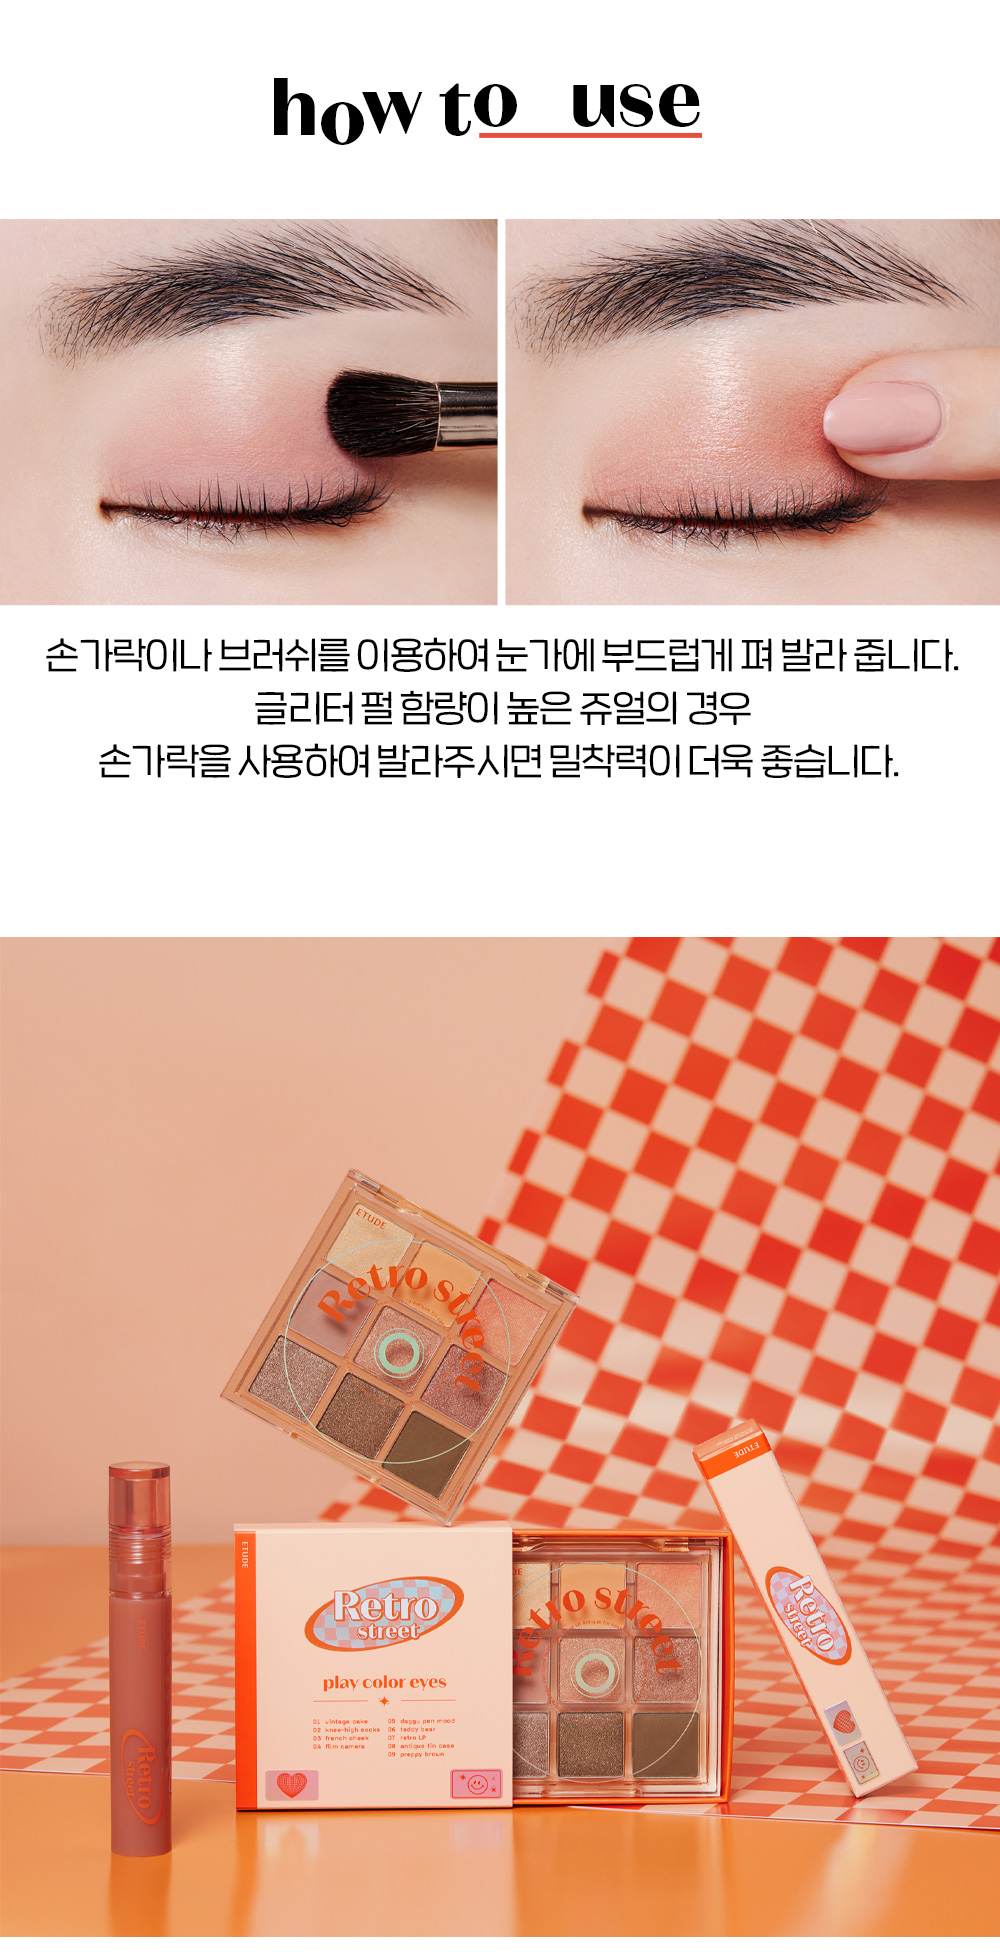 how to use
손가락이나 브러쉬를 이용하여 눈가에 부드럽게 펴 발라 줍니다.
글리터 펄 함량이 높은 쥬얼의 경우
손가락을 사용하여 발라주시면 밀착력이 더욱 좋습니다.
ETUDE
Retro street
ETUDE
ETUDE
Retro
street
play color eyes
01 vintage cake
02 knee-high socks
03 french cheek
04 film camera
05 daggu pen mood
06 teddy bear
07 retro LP
08 antique tin case
09 preppy brown
Retro street
Retro
street
ETUDE
Retro
street